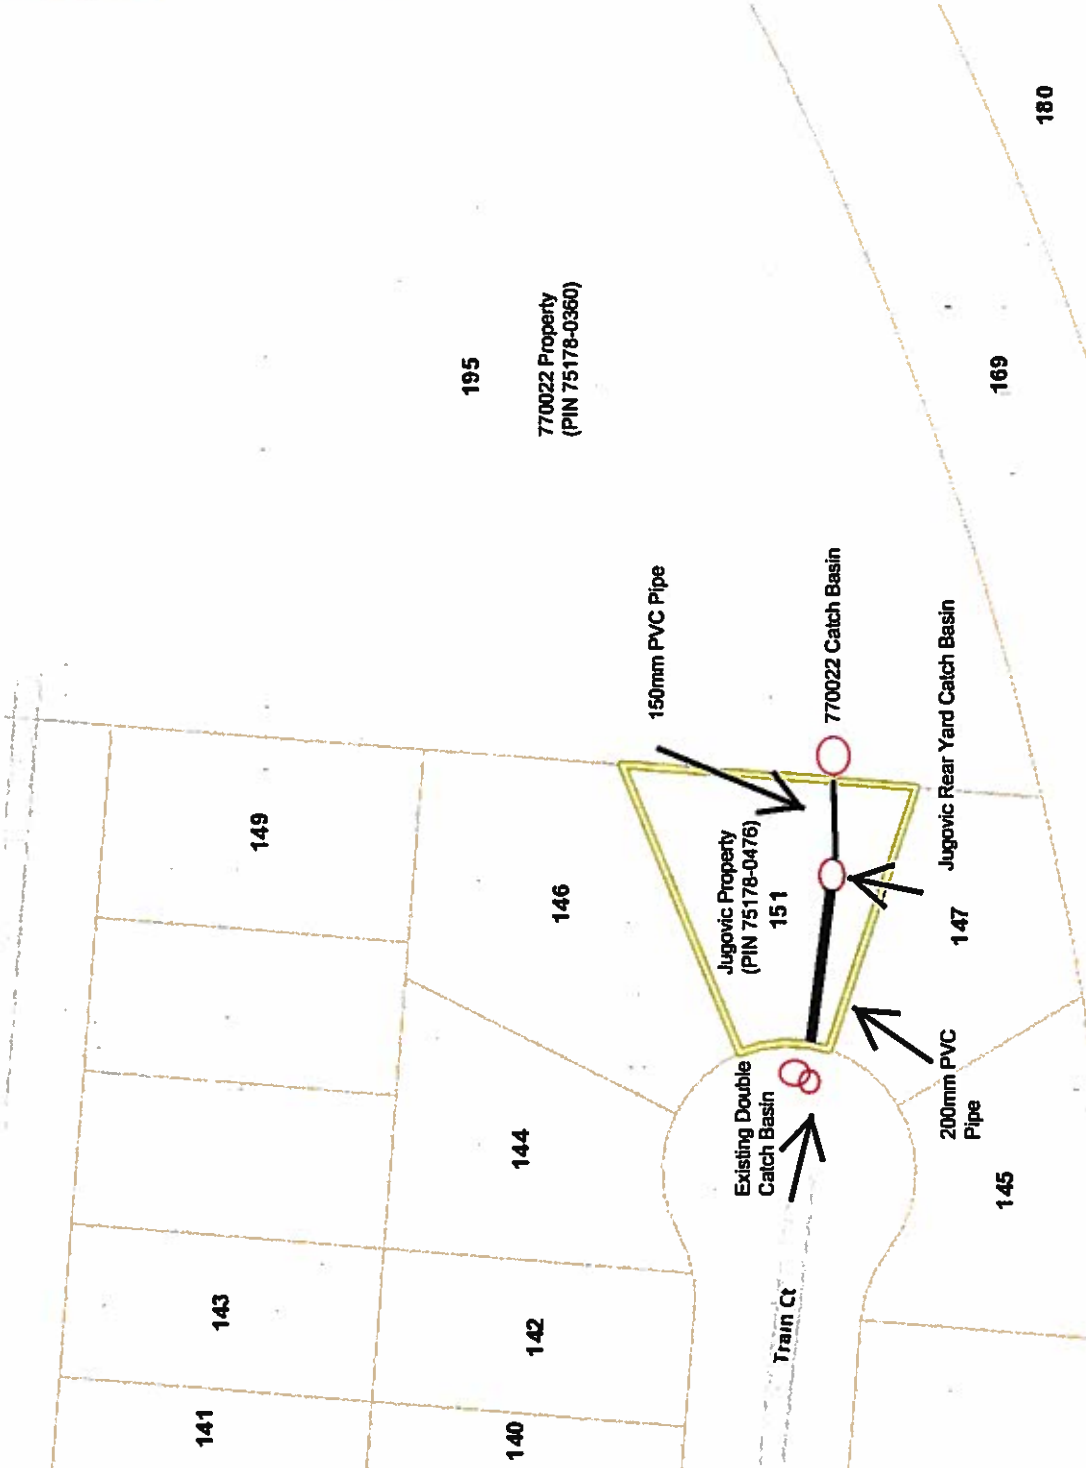 141
143
149
195
770022 Property
(PIN 75178-0360)
140
142
144
146
150mm PVC Pipe
Jugovic Property
(PIN 75178-0476)
151
Existing Double
Catch Basin
Train Ct
770022 Catch Basin
Jugovic Rear Yard Catch Basin
147
200mm PVC
Pipe
145
169
180